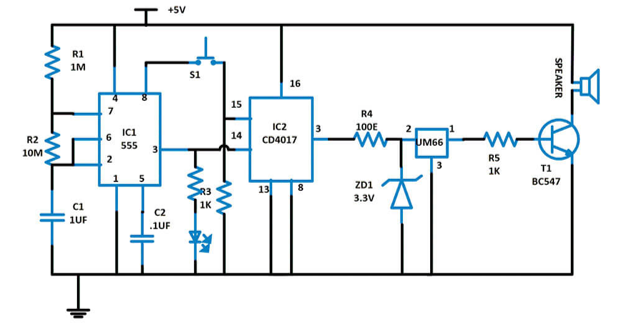 +5V
R1
1M
S1
4
8
7
R2
10M
6
2
IC1
555
3
1
5
C1
1UF
C2
.1UF
R3
1K
15
14
16
IC2
CD4017
3
13
8
R4
100E
ZD1
3.3V
2
UM66
1
3
R5
1K
SPEAKER
T1
BC547